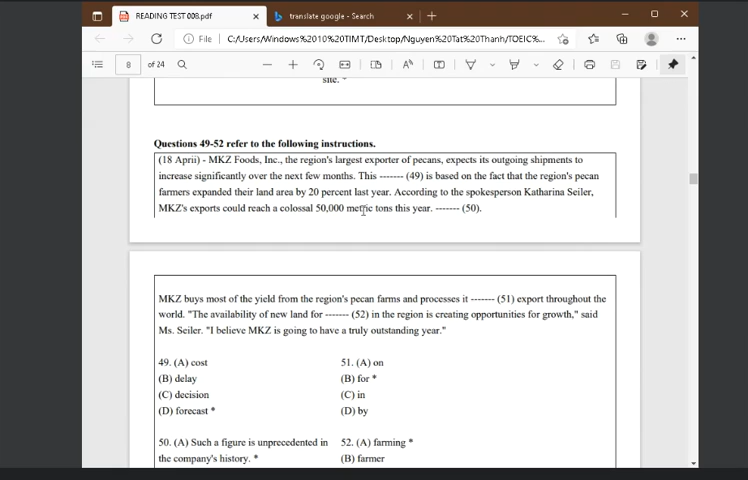 READING TEST 008.pdf
translate google - Search
File
C:/Users/Windows%2010%20TIMT/Desktop/Nguyen%20Tat%20Thanh/TOEIC%...
8 of 24
site. *
Questions 49-52 refer to the following instructions.
(18 Aprii) - MKZ Foods, Inc., the region's largest exporter of pecans, expects its outgoing shipments to
increase significantly over the next few months. This ------- (49) is based on the fact that the region's pecan
farmers expanded their land area by 20 percent last year. According to the spokesperson Katharina Seiler,
MKZ's exports could reach a colossal 50,000 metric tons this year. ------- (50).
MKZ buys most of the yield from the region's pecan farms and processes it ------- (51) export throughout the
world. "The availability of new land for ------- (52) in the region is creating opportunities for growth," said
Ms. Seiler. "I believe MKZ is going to have a truly outstanding year."
49. (A) cost
(B) delay
(C) decision
(D) forecast *
51. (A) on
(B) for *
(C) in
(D) by
50. (A) Such a figure is unprecedented in
the company's history. *
52. (A) farming *
(B) farmer